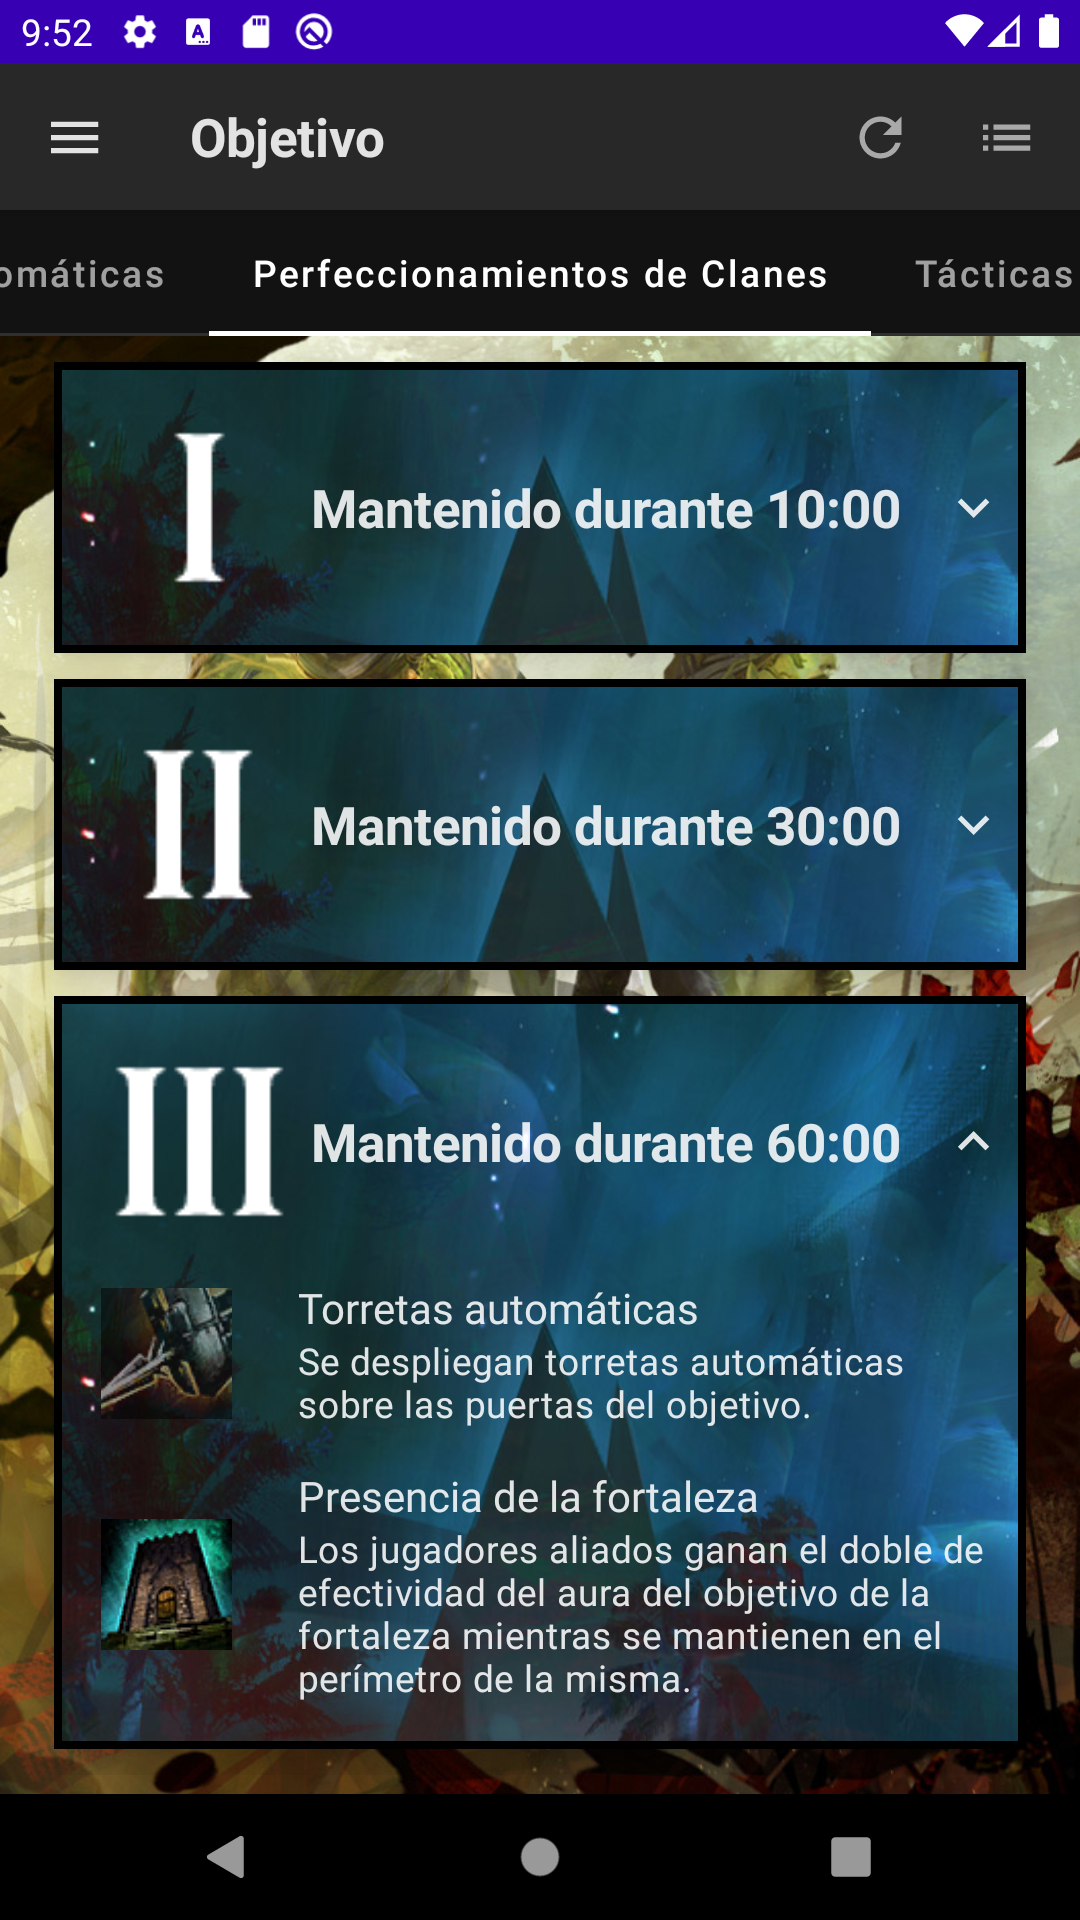 9:52
Objetivo
omáticas Perfeccionamientos de Clanes Tácticas
I
Mantenido durante 10:00
II
Mantenido durante 30:00
III
Mantenido durante 60:00
Torretas automáticas
Se despliegan torretas automáticas
sobre las puertas del objetivo.
Presencia de la fortaleza
Los jugadores aliados ganan el doble de
efectividad del aura del objetivo de la
fortaleza mientras se mantienen en el
perímetro de la misma.